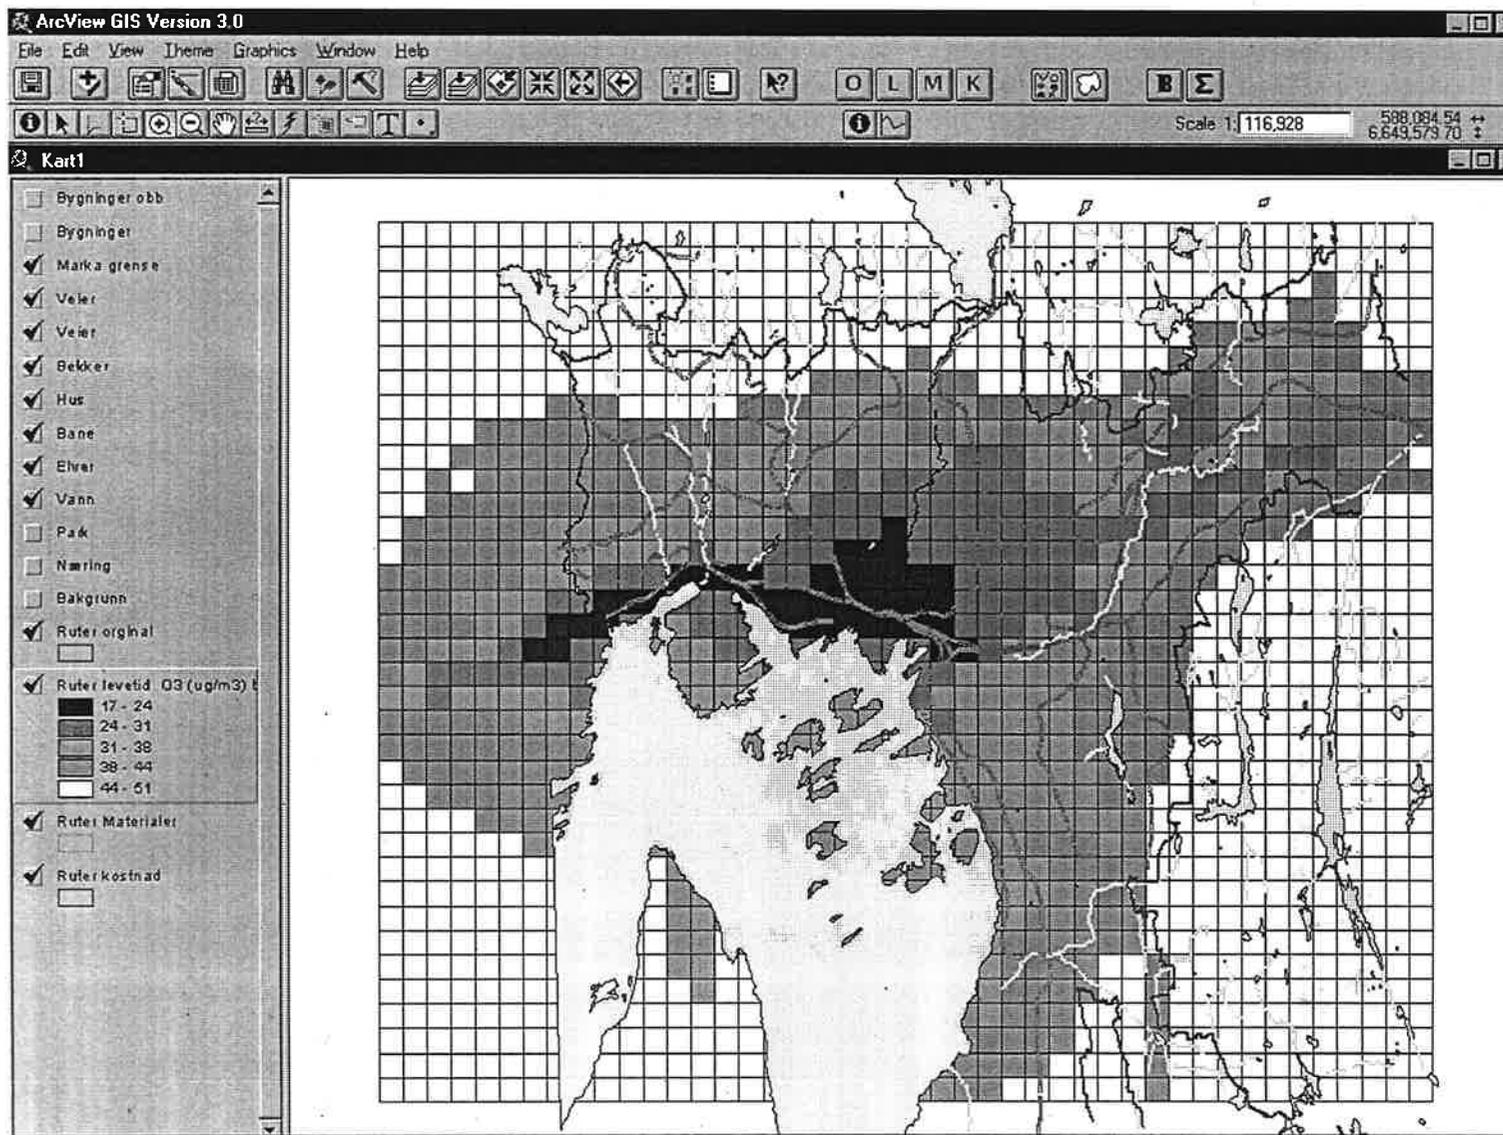 ArcView GIS Version 3.0
File Edit View Theme Graphics Window Help
O L M K B Σ
Scale 1: 116,928
588,084.54
6,649,579.70
Kart1
Bygninger obb
Bygninger
Marka grense
Veier
Veier
Bekker
Hus
Bane
Elver
Vann
Park
Næring
Bakgrunn
Ruter orginal
Ruter levetid O3 (ug/m3) b
17 - 24
24 - 31
31 - 38
38 - 44
44 - 51
Ruter Materialer
Ruter kostnad